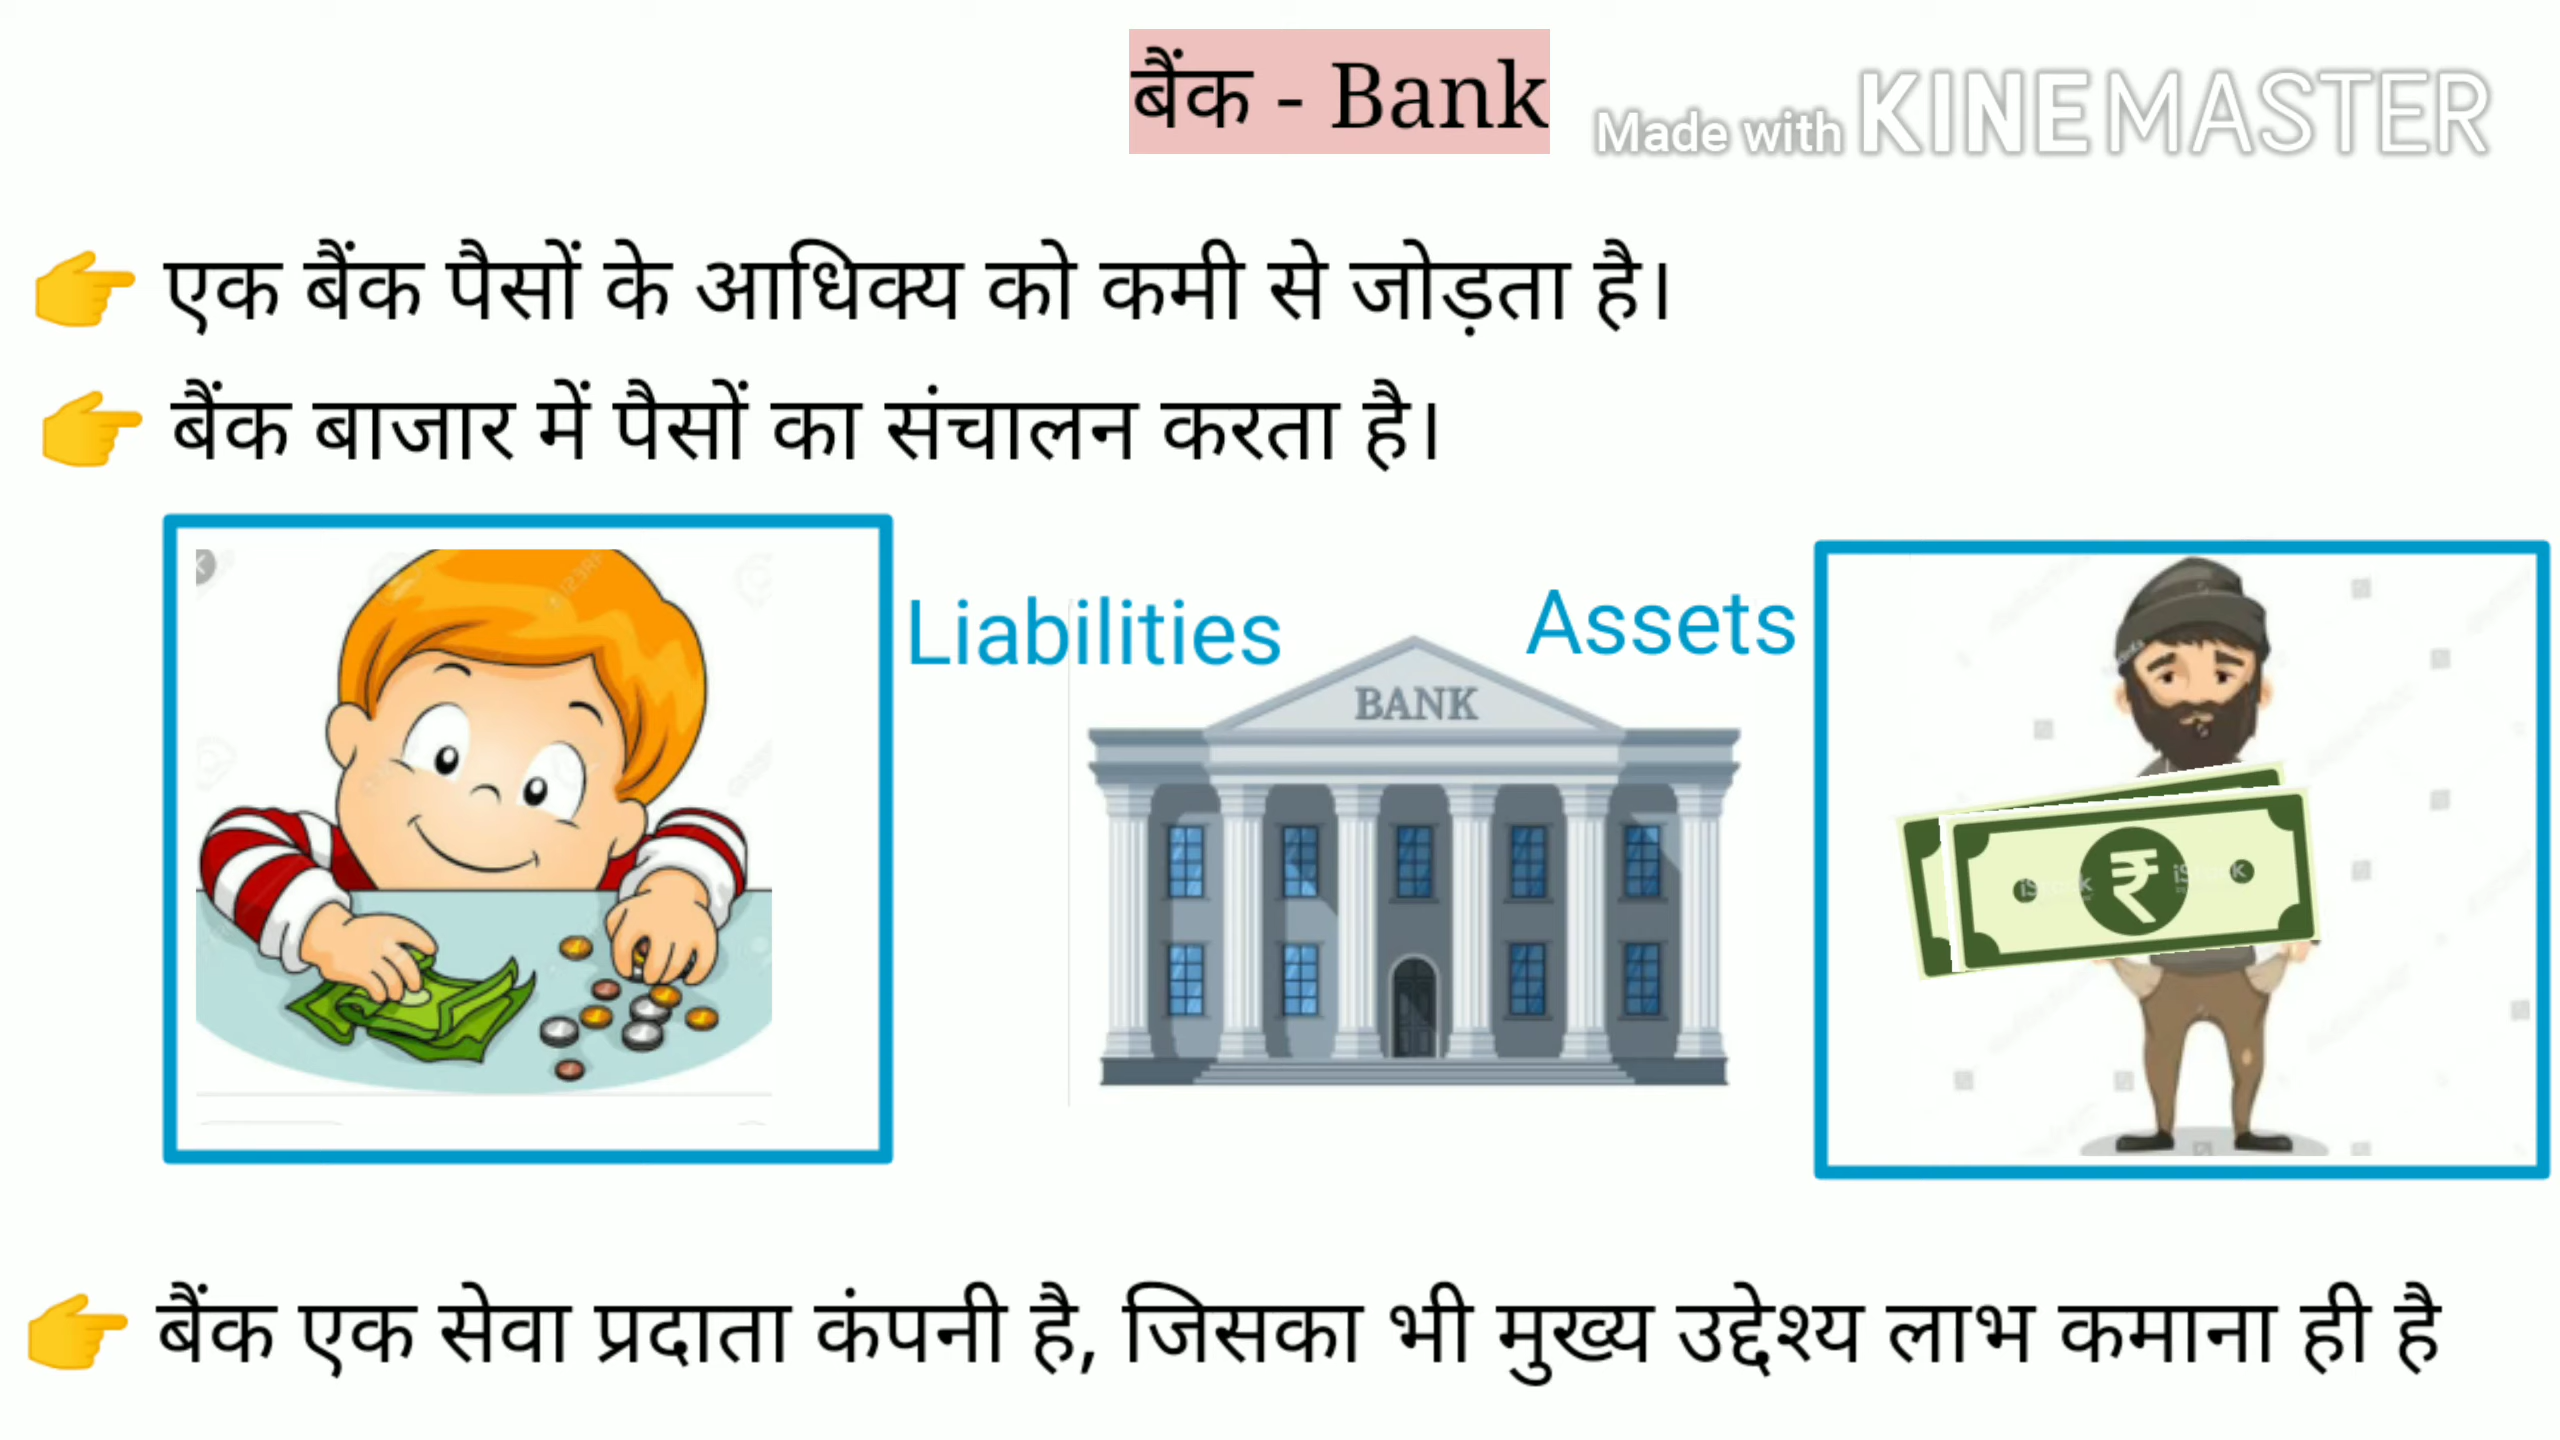 बैंक - Bank
Made with KINEMASTER
👉 एक बैंक पैसों के आधिक्य को कमी से जोड़ता है।
👉 बैंक बाजार में पैसों का संचालन करता है।
Liabilities
Assets
BANK
₹
👉 बैंक एक सेवा प्रदाता कंपनी है, जिसका भी मुख्य उद्देश्य लाभ कमाना ही है